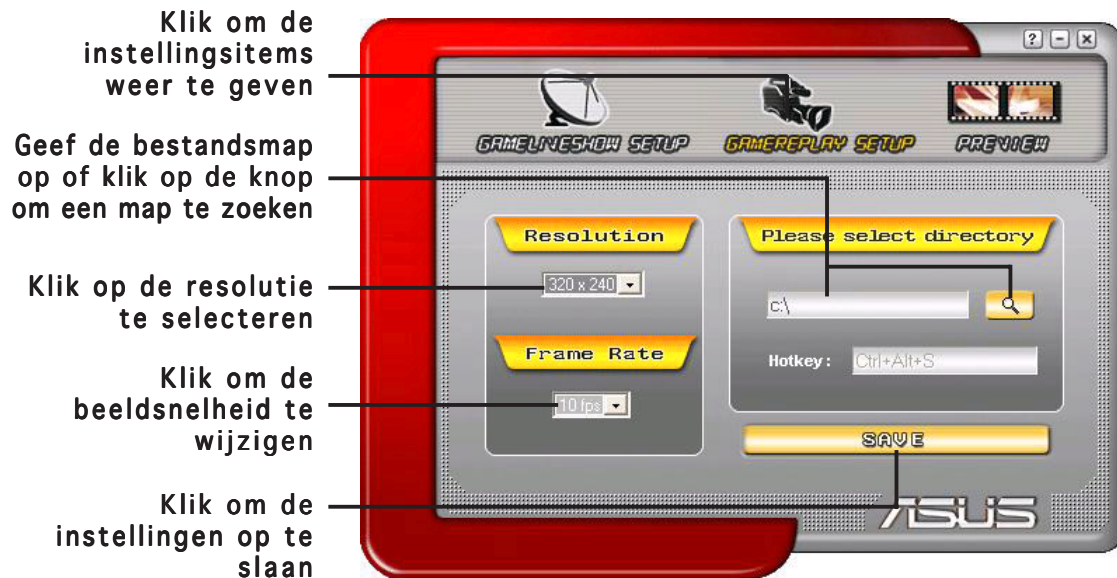 Klik om de
instellingsitems
weer te geven
Geef de bestandsmap
op of klik op de knop
om een map te zoeken
Klik op de resolutie
te selecteren
Klik om de
beeldsnelheid te
wijzigen
Klik om de
instellingen op te
slaan
GAMELIVESHOW SETUP
GAMEREPLAY SETUP
PREVIEW
Resolution
320 x 240
Frame Rate
10 fps
Please select directory
c:\
Hotkey: Ctrl+Alt+S
SAVE
ASUS